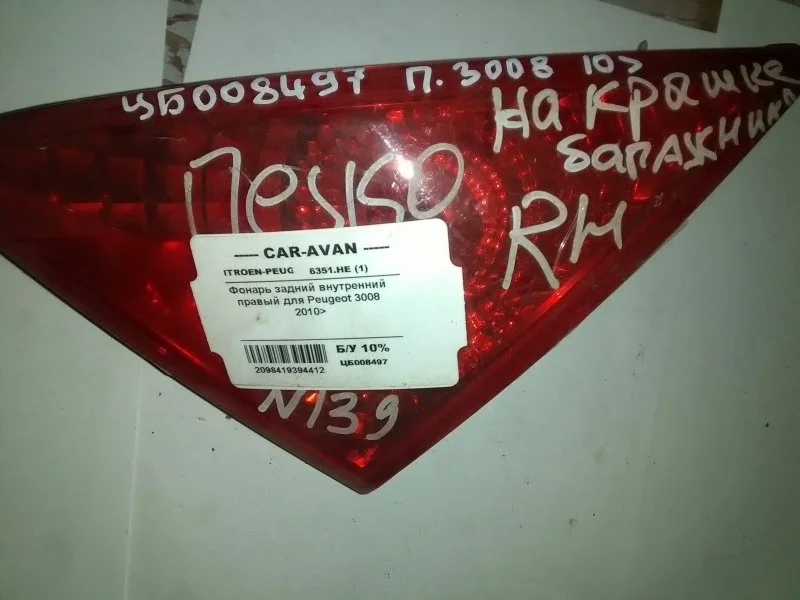 ЦБ008497 П. 3008 10>
на крышке
багажника
Пеужо
RH
----- CAR-AVAN -----
ITROEN-PEUG 6351.HE (1)
Фонарь задний внутренний
правый для Peugeot 3008
2010>
Б/У 10%
2098419394412
ЦБ008497
N139